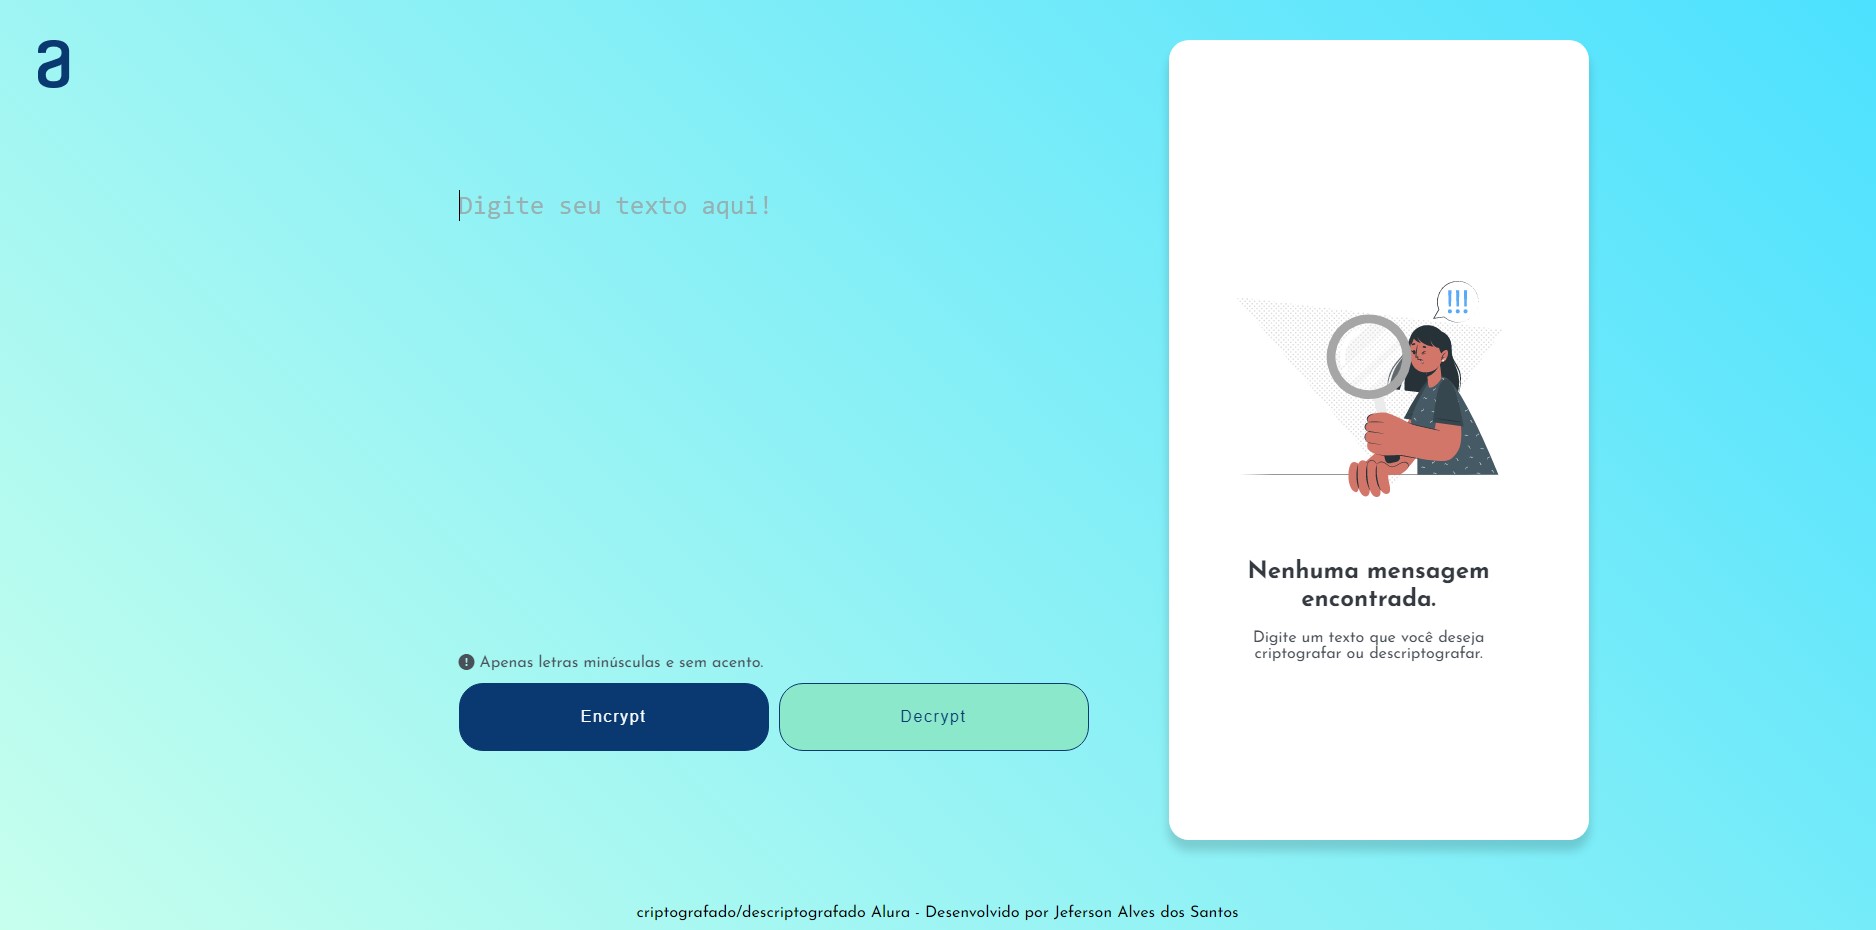 a
Digite seu texto aqui!
!!!
Nenhuma mensagem
encontrada.
Digite um texto que você deseja
criptografar ou descriptografar.
Apenas letras minúsculas e sem acento.
Encrypt
Decrypt
criptografado/descriptografado Alura - Desenvolvido por Jeferson Alves dos Santos